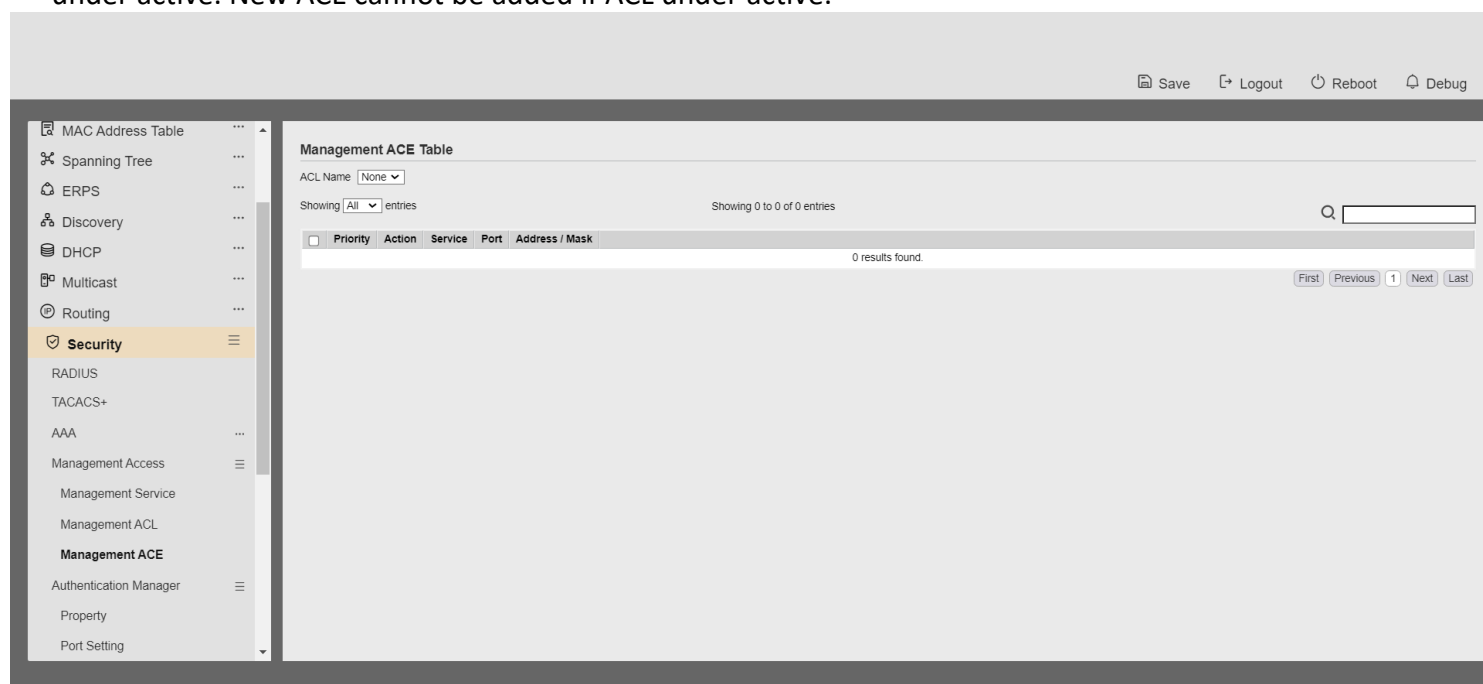 under active. New ACE cannot be added if ACL under active.
Save Logout Reboot Debug
MAC Address Table
Spanning Tree
ERPS
Discovery
DHCP
Multicast
Routing
Security
RADIUS
TACACS+
AAA
Management Access
Management Service
Management ACL
Management ACE
Authentication Manager
Property
Port Setting
Management ACE Table
ACL Name None
Showing All entries Showing 0 to 0 of 0 entries
Priority Action Service Port Address / Mask
0 results found.
First Previous 1 Next Last